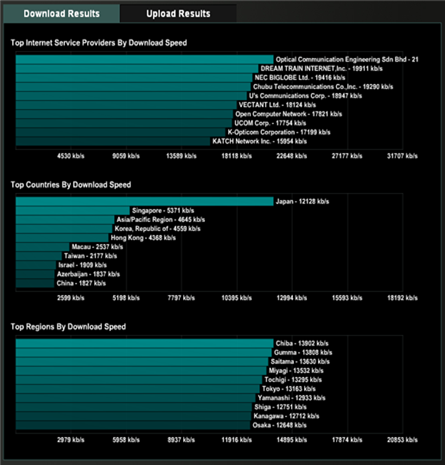 Download Results
Upload Results
Top Internet Service Providers By Download Speed
Optical Communication Engineering Sdn Bhd - 21
DREAM TRAIN INTERNET,Inc. - 19911 kb/s
NEC BIGLOBE Ltd. - 19416 kb/s
Chubu Telecommunications Co.,Inc. - 19290 kb/s
U's Communications Corp. - 18947 kb/s
VECTANT Ltd. - 18124 kb/s
Open Computer Network - 17821 kb/s
UCOM Corp. - 17754 kb/s
K-Opticom Corporation - 17199 kb/s
KATCH Network Inc. - 15954 kb/s
4530 kb/s 9059 kb/s 13589 kb/s 18118 kb/s 22648 kb/s 27177 kb/s 31707 kb/s
Top Countries By Download Speed
Japan - 12128 kb/s
Singapore - 5371 kb/s
Asia/Pacific Region - 4645 kb/s
Korea, Republic of - 4559 kb/s
Hong Kong - 4368 kb/s
Macau - 2537 kb/s
Taiwan - 2177 kb/s
Israel - 1909 kb/s
Azerbaijan - 1837 kb/s
China - 1827 kb/s
2599 kb/s 5198 kb/s 7797 kb/s 10395 kb/s 12994 kb/s 15593 kb/s 18192 kb/s
Top Regions By Download Speed
Chiba - 13902 kb/s
Gumma - 13808 kb/s
Saitama - 13630 kb/s
Miyagi - 13532 kb/s
Tochigi - 13295 kb/s
Tokyo - 13163 kb/s
Yamanashi - 12933 kb/s
Shiga - 12751 kb/s
Kanagawa - 12712 kb/s
Osaka - 12648 kb/s
2979 kb/s 5958 kb/s 8937 kb/s 11916 kb/s 14895 kb/s 17874 kb/s 20853 kb/s